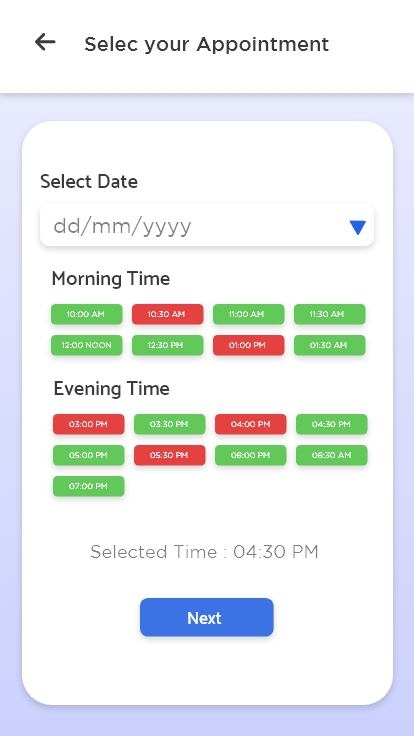 Selec your Appointment
Select Date
dd/mm/yyyy
Morning Time
10:00 AM 10:30 AM 11:00 AM 11:30 AM
12:00 NOON 12:30 PM 01:00 PM 01:30 AM
Evening Time
03:00 PM 03:30 PM 04:00 PM 04:30 PM
05:00 PM 05:30 PM 06:00 PM 06:30 AM
07:00 PM
Selected Time : 04:30 PM
Next